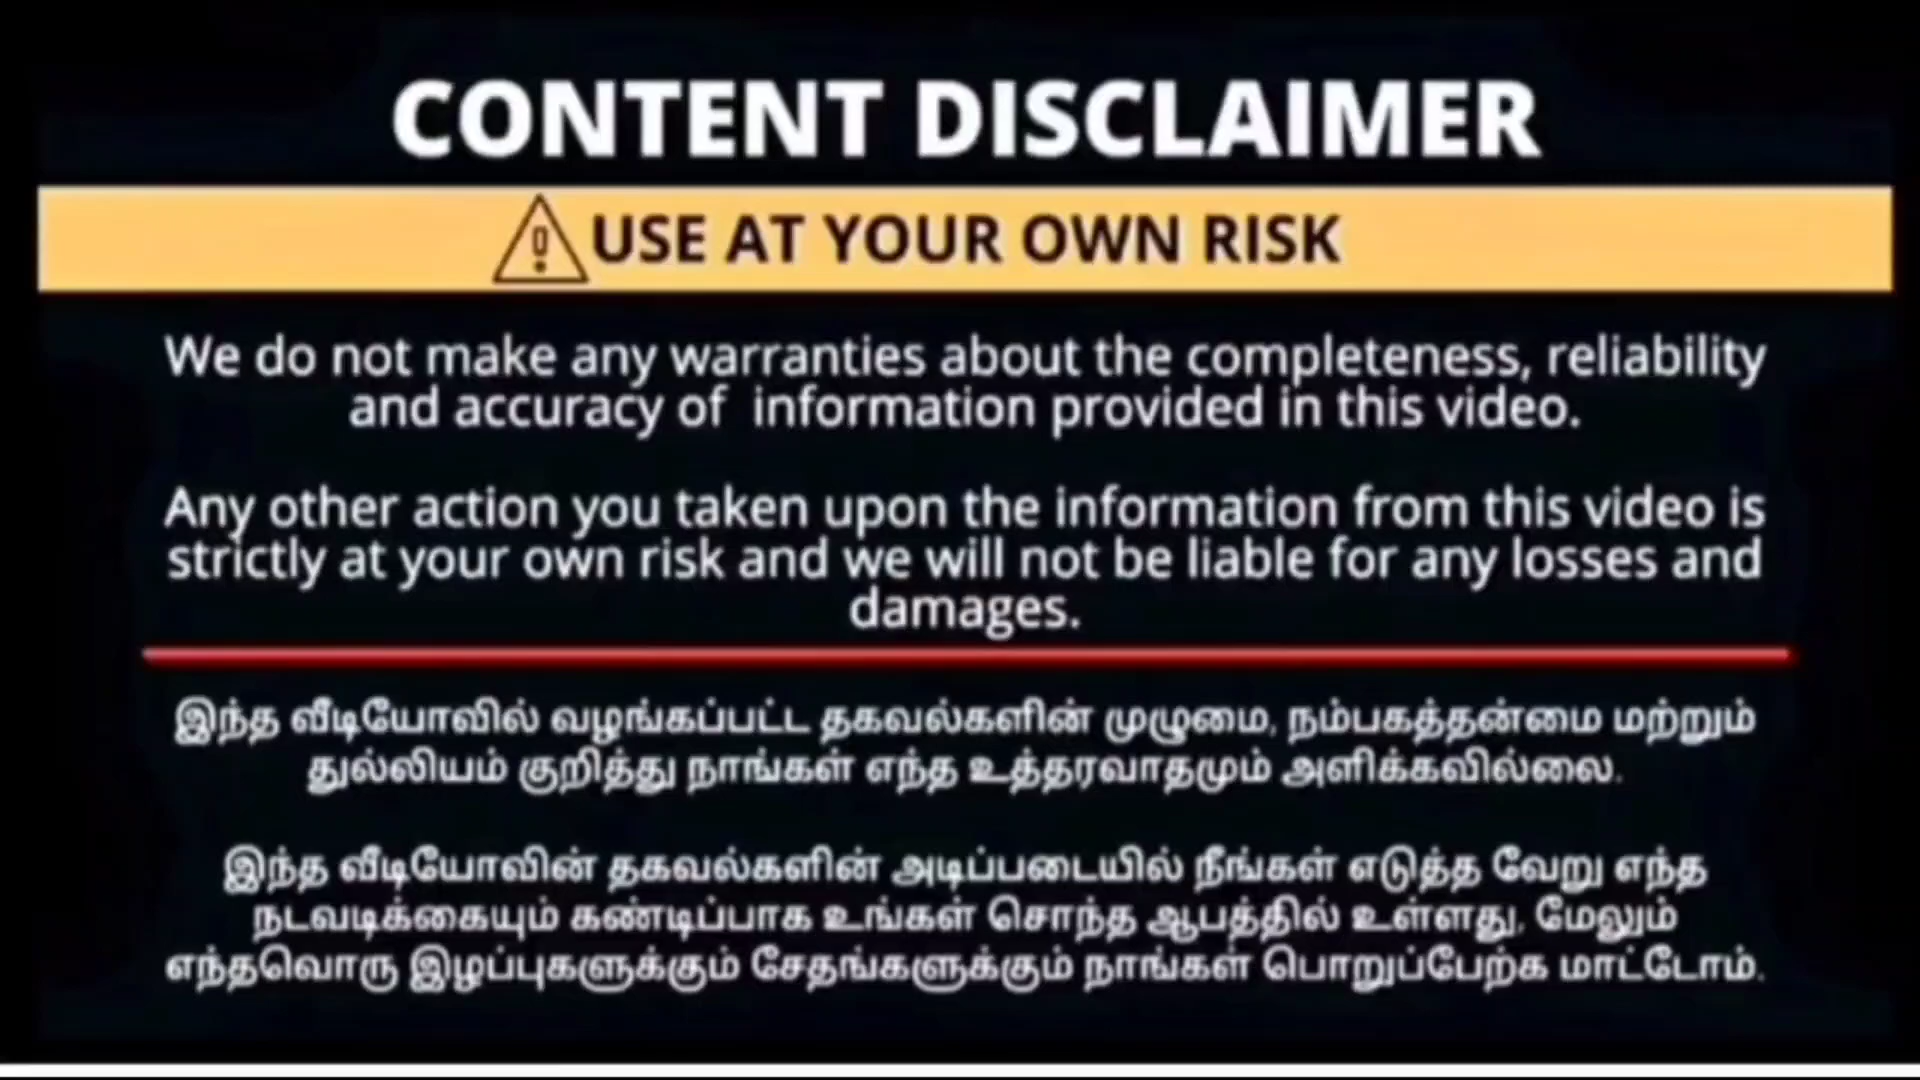 CONTENT DISCLAIMER
USE AT YOUR OWN RISK
We do not make any warranties about the completeness, reliability
and accuracy of information provided in this video.
Any other action you taken upon the information from this video is
strictly at your own risk and we will not be liable for any losses and
damages.
இந்த வீடியோவில் வழங்கப்பட்ட தகவல்களின் முழுமை, நம்பகத்தன்மை மற்றும்
துல்லியம் குறித்து நாங்கள் எந்த உத்தரவாதமும் அளிக்கவில்லை.
இந்த வீடியோவின் தகவல்களின் அடிப்படையில் நீங்கள் எடுத்த வேறு எந்த
நடவடிக்கையும் கண்டிப்பாக உங்கள் சொந்த ஆபத்தில் உள்ளது, மேலும்
எந்தவொரு இழப்புகளுக்கும் சேதங்களுக்கும் நாங்கள் பொறுப்பேற்க மாட்டோம்.